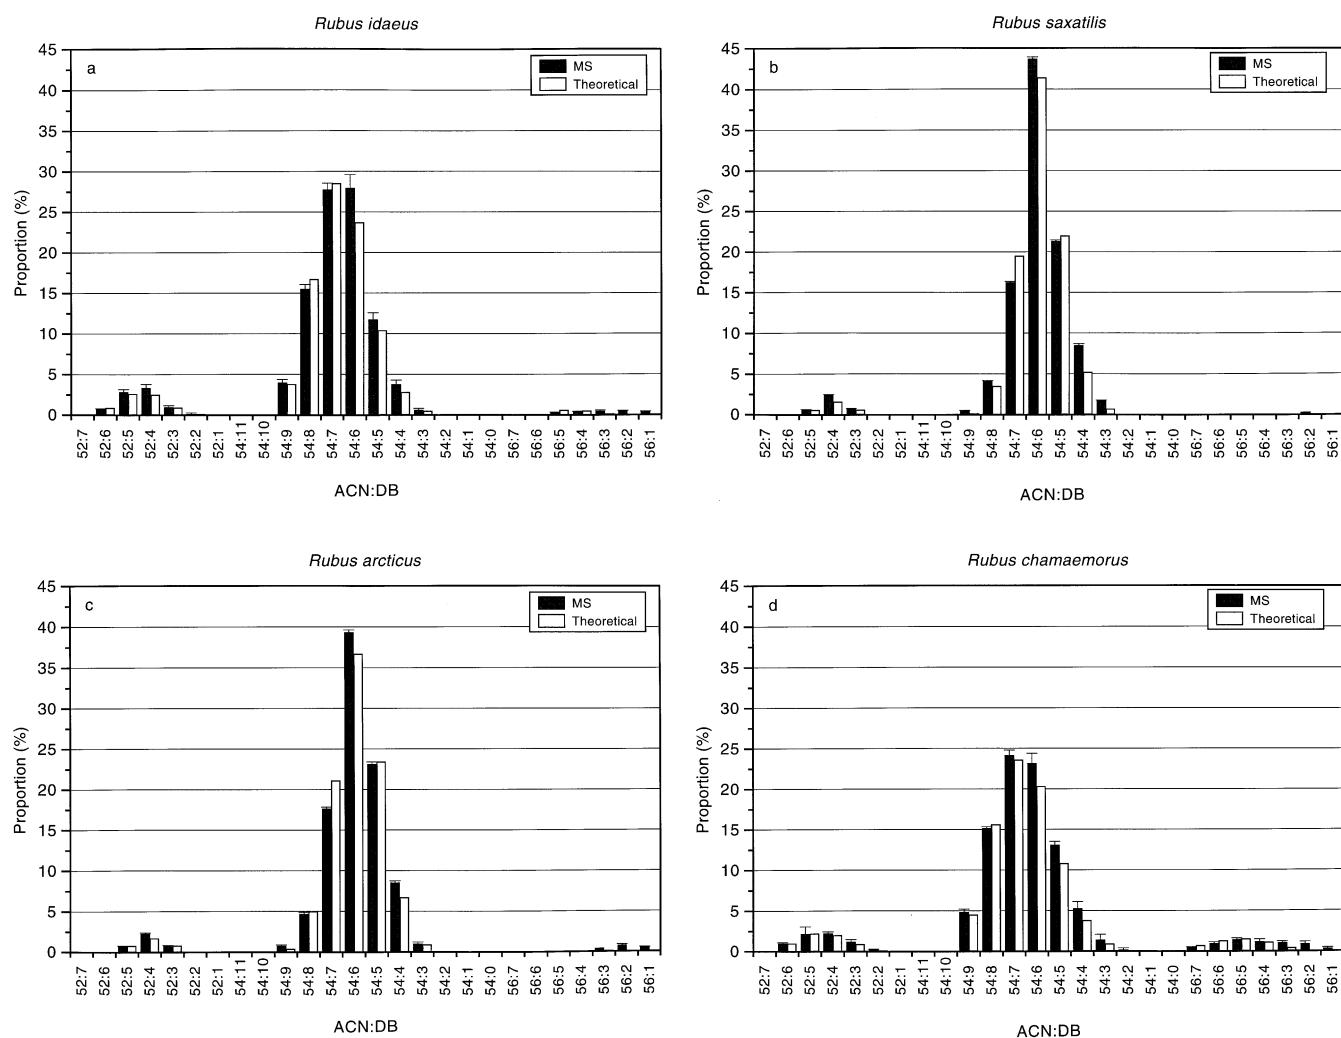 Rubus idaeus
a
MS
Theoretical
Proportion (%)
45
40
35
30
25
20
15
10
5
0
52:7 52:6 52:5 52:4 52:3 52:2 52:1 54:11 54:10 54:9 54:8 54:7 54:6 54:5 54:4 54:3 54:2 54:1 54:0 56:7 56:6 56:5 56:4 56:3 56:2 56:1
ACN:DB
Rubus saxatilis
b
MS
Theoretical
Proportion (%)
45
40
35
30
25
20
15
10
5
0
52:7 52:6 52:5 52:4 52:3 52:2 52:1 54:11 54:10 54:9 54:8 54:7 54:6 54:5 54:4 54:3 54:2 54:1 54:0 56:7 56:6 56:5 56:4 56:3 56:2 56:1
ACN:DB
Rubus arcticus
c
MS
Theoretical
Proportion (%)
45
40
35
30
25
20
15
10
5
0
52:7 52:6 52:5 52:4 52:3 52:2 52:1 54:11 54:10 54:9 54:8 54:7 54:6 54:5 54:4 54:3 54:2 54:1 54:0 56:7 56:6 56:5 56:4 56:3 56:2 56:1
ACN:DB
Rubus chamaemorus
d
MS
Theoretical
Proportion (%)
45
40
35
30
25
20
15
10
5
0
52:7 52:6 52:5 52:4 52:3 52:2 52:1 54:11 54:10 54:9 54:8 54:7 54:6 54:5 54:4 54:3 54:2 54:1 54:0 56:7 56:6 56:5 56:4 56:3 56:2 56:1
ACN:DB